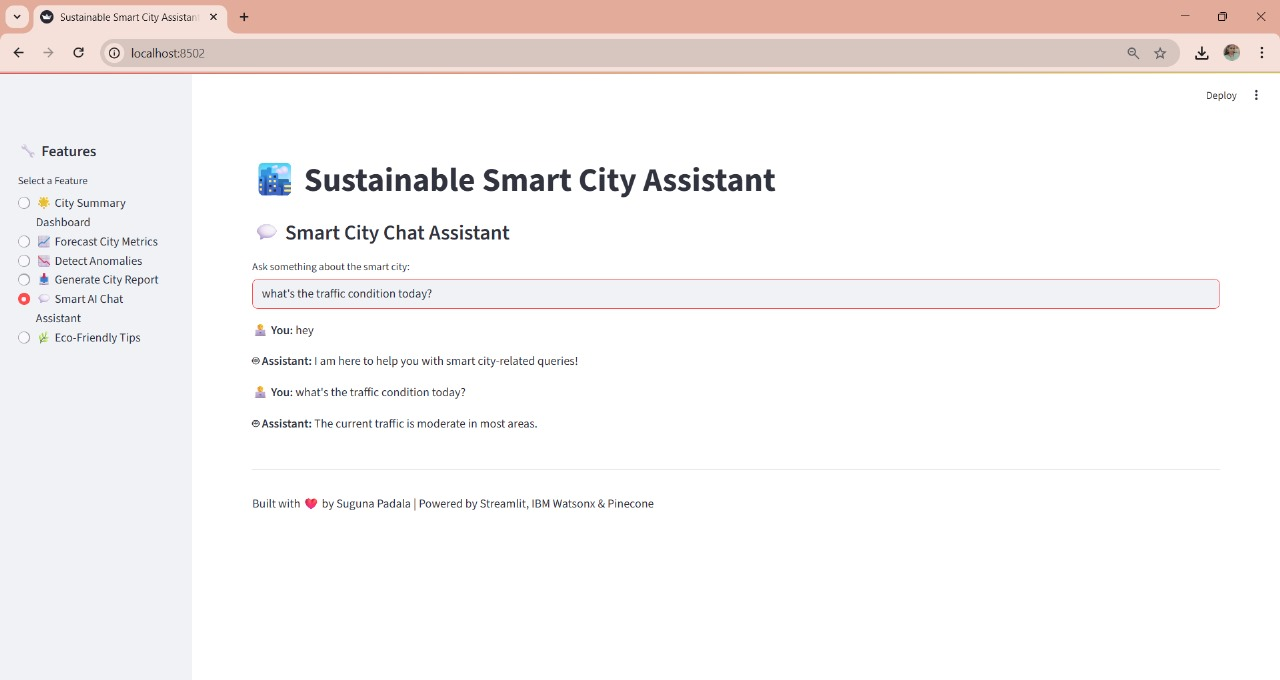 Sustainable Smart City Assistant
localhost:8502
Deploy
Features
Select a Feature
City Summary
Dashboard
Forecast City Metrics
Detect Anomalies
Generate City Report
Smart AI Chat
Assistant
Eco-Friendly Tips
Sustainable Smart City Assistant
Smart City Chat Assistant
Ask something about the smart city:
what's the traffic condition today?
You: hey
Assistant: I am here to help you with smart city-related queries!
You: what's the traffic condition today?
Assistant: The current traffic is moderate in most areas.
Built with ❤️ by Suguna Padala | Powered by Streamlit, IBM Watsonx & Pinecone